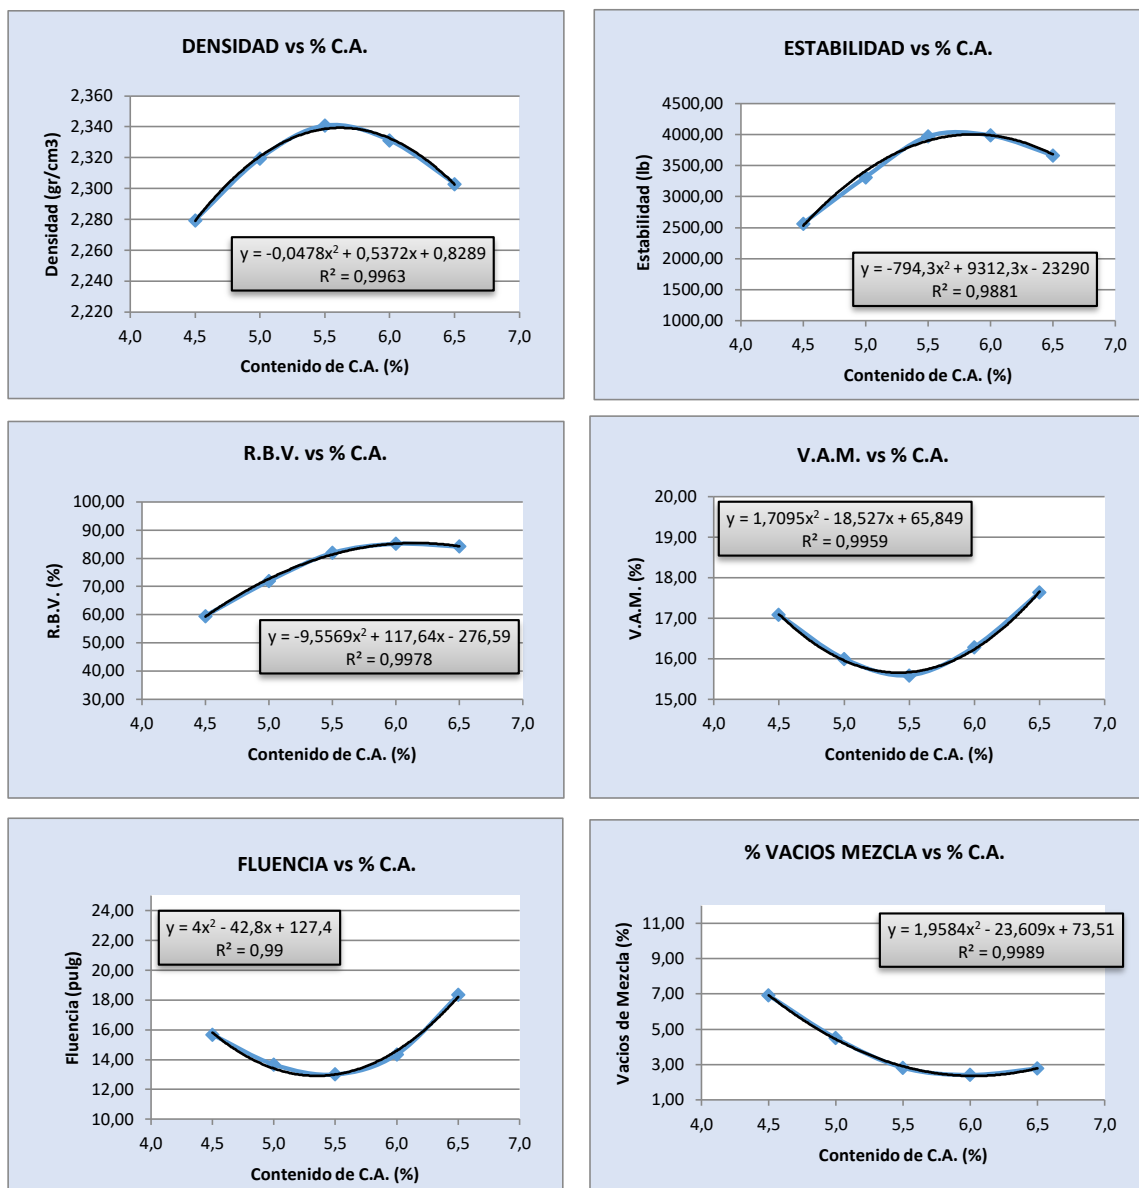 DENSIDAD vs % C.A.
Densidad (gr/cm3)
2,360
2,340
2,320
2,300
2,280
2,260
2,240
2,220
y = -0,0478x² + 0,5372x + 0,8289
R² = 0,9963
4,0 4,5 5,0 5,5 6,0 6,5 7,0
Contenido de C.A. (%)
ESTABILIDAD vs % C.A.
Estabilidad (lb)
4500,00
4000,00
3500,00
3000,00
2500,00
2000,00
1500,00
1000,00
y = -794,3x² + 9312,3x - 23290
R² = 0,9881
4,0 4,5 5,0 5,5 6,0 6,5 7,0
Contenido de C.A. (%)
R.B.V. vs % C.A.
R.B.V. (%)
100,00
90,00
80,00
70,00
60,00
50,00
40,00
30,00
y = -9,5569x² + 117,64x - 276,59
R² = 0,9978
4,0 4,5 5,0 5,5 6,0 6,5 7,0
Contenido de C.A. (%)
V.A.M. vs % C.A.
V.A.M. (%)
20,00
19,00
18,00
17,00
16,00
15,00
y = 1,7095x² - 18,527x + 65,849
R² = 0,9959
4,0 4,5 5,0 5,5 6,0 6,5 7,0
Contenido de C.A. (%)
FLUENCIA vs % C.A.
Fluencia (pulg)
24,00
22,00
20,00
18,00
16,00
14,00
12,00
10,00
y = 4x² - 42,8x + 127,4
R² = 0,99
4,0 4,5 5,0 5,5 6,0 6,5 7,0
Contenido de C.A. (%)
% VACIOS MEZCLA vs % C.A.
Vacios de Mezcla (%)
11,00
9,00
7,00
5,00
3,00
1,00
y = 1,9584x² - 23,609x + 73,51
R² = 0,9989
4,0 4,5 5,0 5,5 6,0 6,5 7,0
Contenido de C.A. (%)